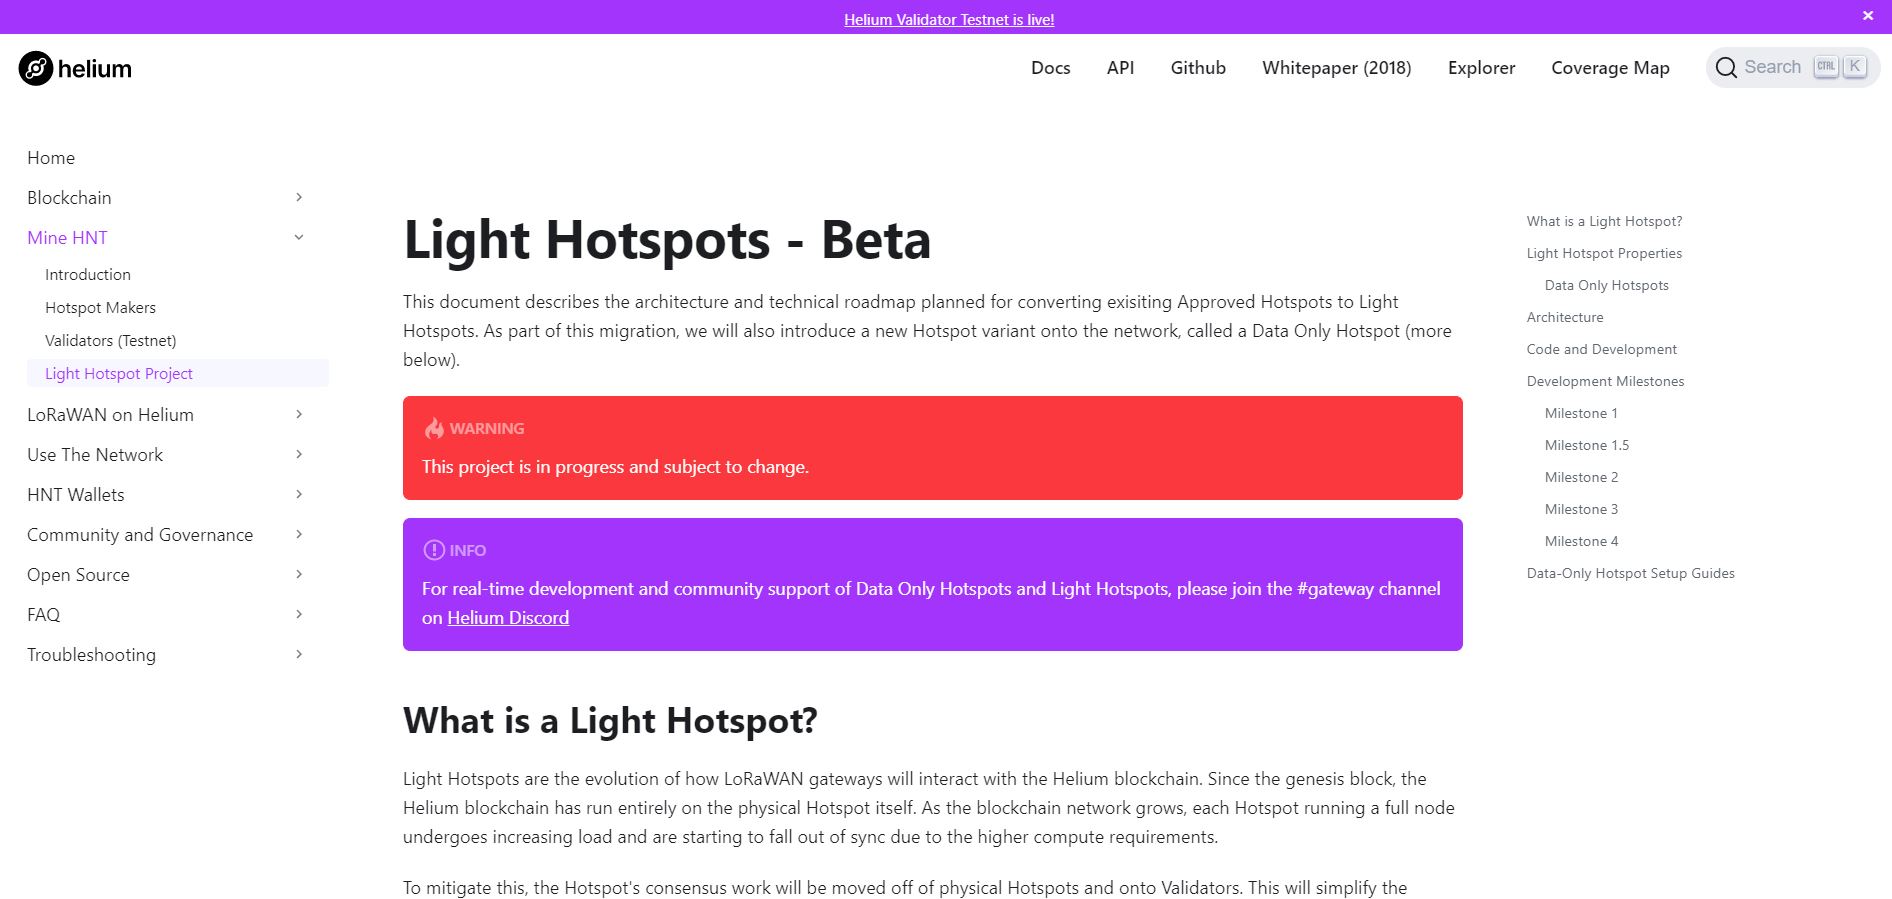 Helium Validator Testnet is live!
×
helium
Docs
API
Github
Whitepaper (2018)
Explorer
Coverage Map
Search
CTRL
K
Home
Blockchain
Mine HNT
Introduction
Hotspot Makers
Validators (Testnet)
Light Hotspot Project
LoRaWAN on Helium
Use The Network
HNT Wallets
Community and Governance
Open Source
FAQ
Troubleshooting
Light Hotspots - Beta
This document describes the architecture and technical roadmap planned for converting exisiting Approved Hotspots to Light
Hotspots. As part of this migration, we will also introduce a new Hotspot variant onto the network, called a Data Only Hotspot (more
below).
WARNING
This project is in progress and subject to change.
INFO
For real-time development and community support of Data Only Hotspots and Light Hotspots, please join the #gateway channel
on Helium Discord
What is a Light Hotspot?
Light Hotspots are the evolution of how LoRaWAN gateways will interact with the Helium blockchain. Since the genesis block, the
Helium blockchain has run entirely on the physical Hotspot itself. As the blockchain network grows, each Hotspot running a full node
undergoes increasing load and are starting to fall out of sync due to the higher compute requirements.
To mitigate this, the Hotspot's consensus work will be moved off of physical Hotspots and onto Validators. This will simplify the
What is a Light Hotspot?
Light Hotspot Properties
Data Only Hotspots
Architecture
Code and Development
Development Milestones
Milestone 1
Milestone 1.5
Milestone 2
Milestone 3
Milestone 4
Data-Only Hotspot Setup Guides